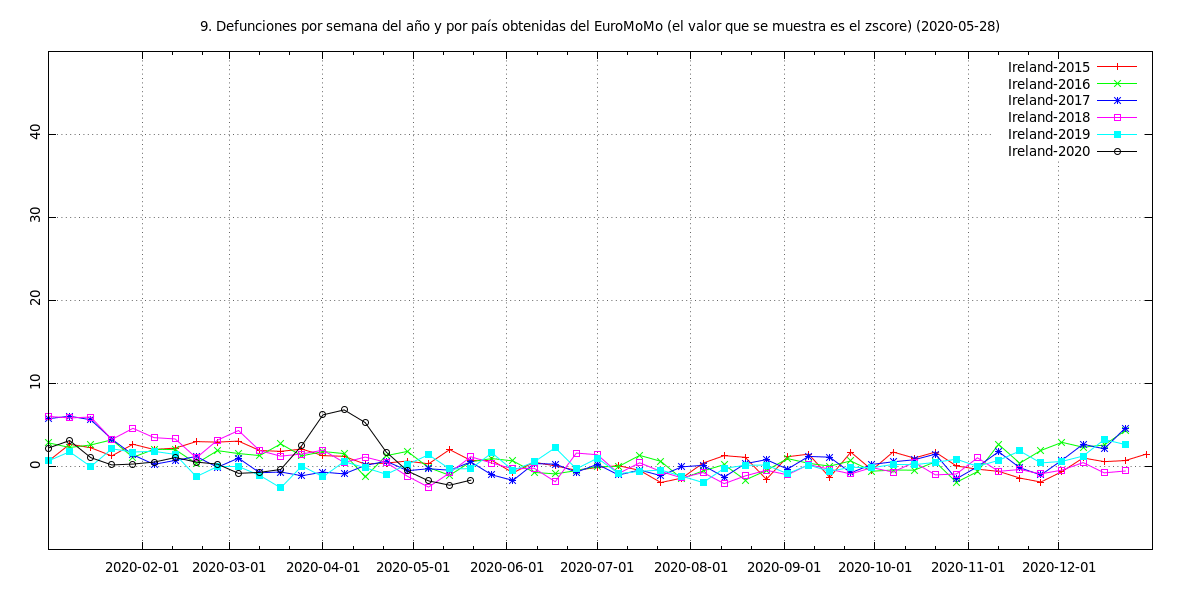 9. Defunciones por semana del año y por país obtenidas del EuroMoMo (el valor que se muestra es el zscore) (2020-05-28)
Ireland-2015
Ireland-2016
Ireland-2017
Ireland-2018
Ireland-2019
Ireland-2020
40
30
20
10
0
2020-02-01 2020-03-01 2020-04-01 2020-05-01 2020-06-01 2020-07-01 2020-08-01 2020-09-01 2020-10-01 2020-11-01 2020-12-01